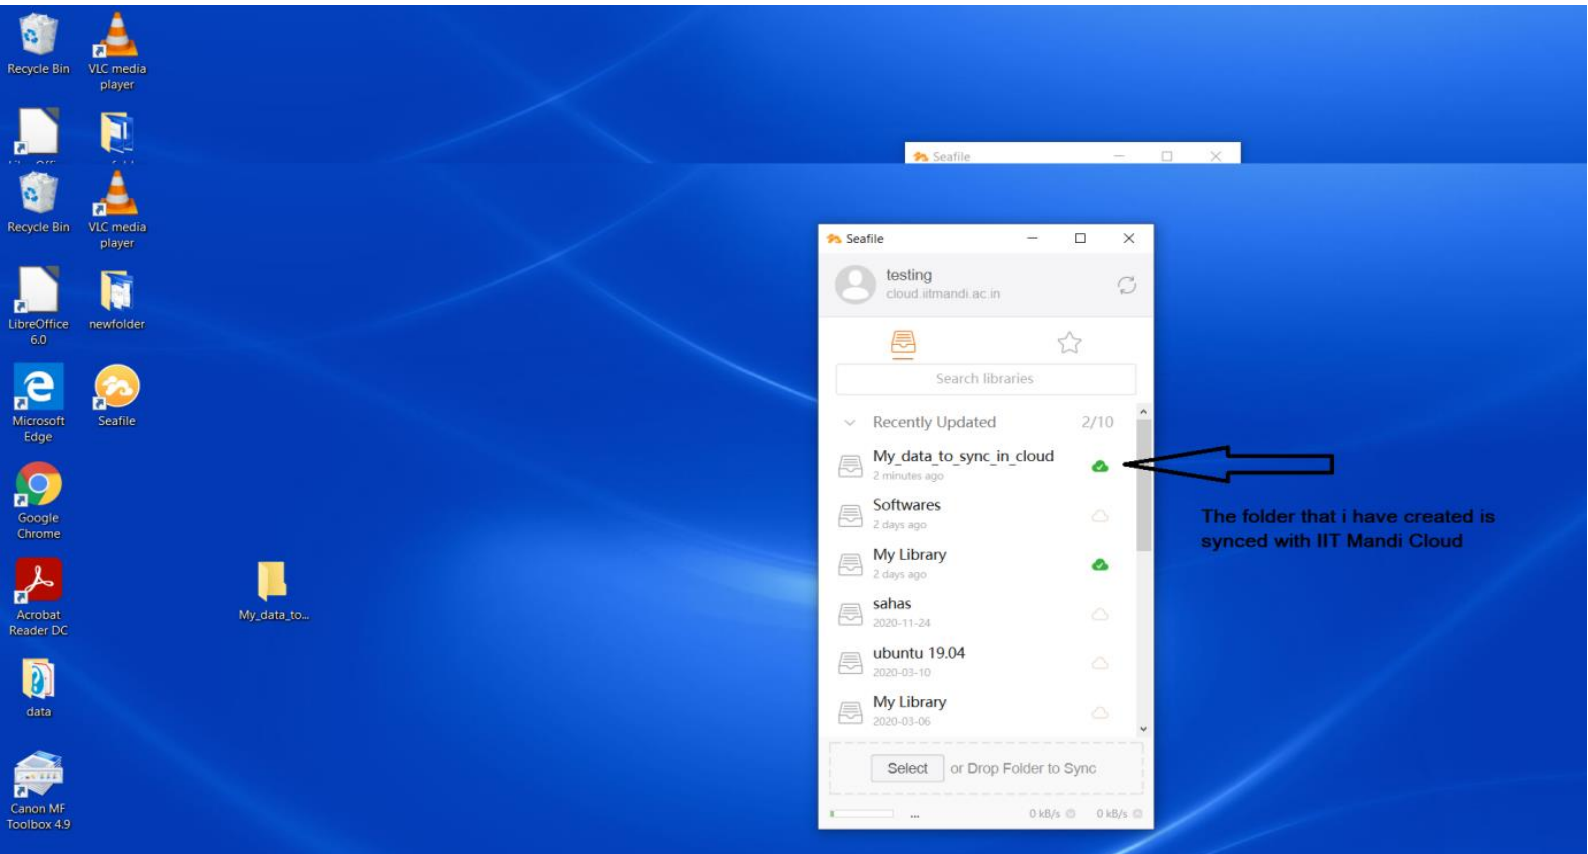 Recycle Bin
VLC media
player
Seafile
Recycle Bin
VLC media
player
LibreOffice
6.0
newfolder
Microsoft
Edge
Seafile
Google
Chrome
Acrobat
Reader DC
My_data_to...
data
Canon MF
Toolbox 4.9
Seafile
testing
cloud.iitmandi.ac.in
Search libraries
Recently Updated 2/10
My_data_to_sync_in_cloud
2 minutes ago
Softwares
2 days ago
My Library
2 days ago
sahas
2020-11-24
ubuntu 19.04
2020-03-10
My Library
2020-03-06
Select or Drop Folder to Sync
... 0 kB/s 0 kB/s
The folder that i have created is
synced with IIT Mandi Cloud